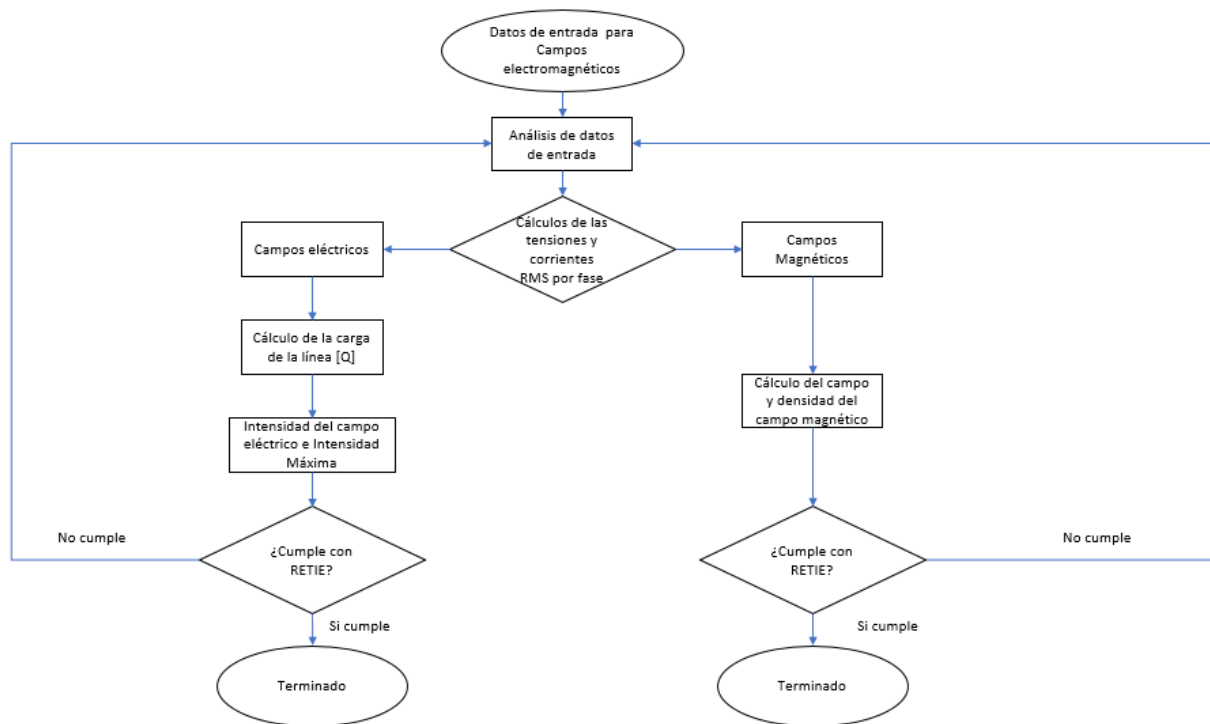 Datos de entrada para
Campos
electromagnéticos
Análisis de datos
de entrada
Cálculos de las
tensiones y
corrientes
RMS por fase
Campos eléctricos
Campos
Magnéticos
Cálculo de la carga
de la línea [Q]
Cálculo del campo
y densidad del
campo magnético
Intensidad del campo
eléctrico e Intensidad
Máxima
No cumple
¿Cumple con
RETIE?
¿Cumple con
RETIE?
No cumple
Si cumple
Si cumple
Terminado
Terminado